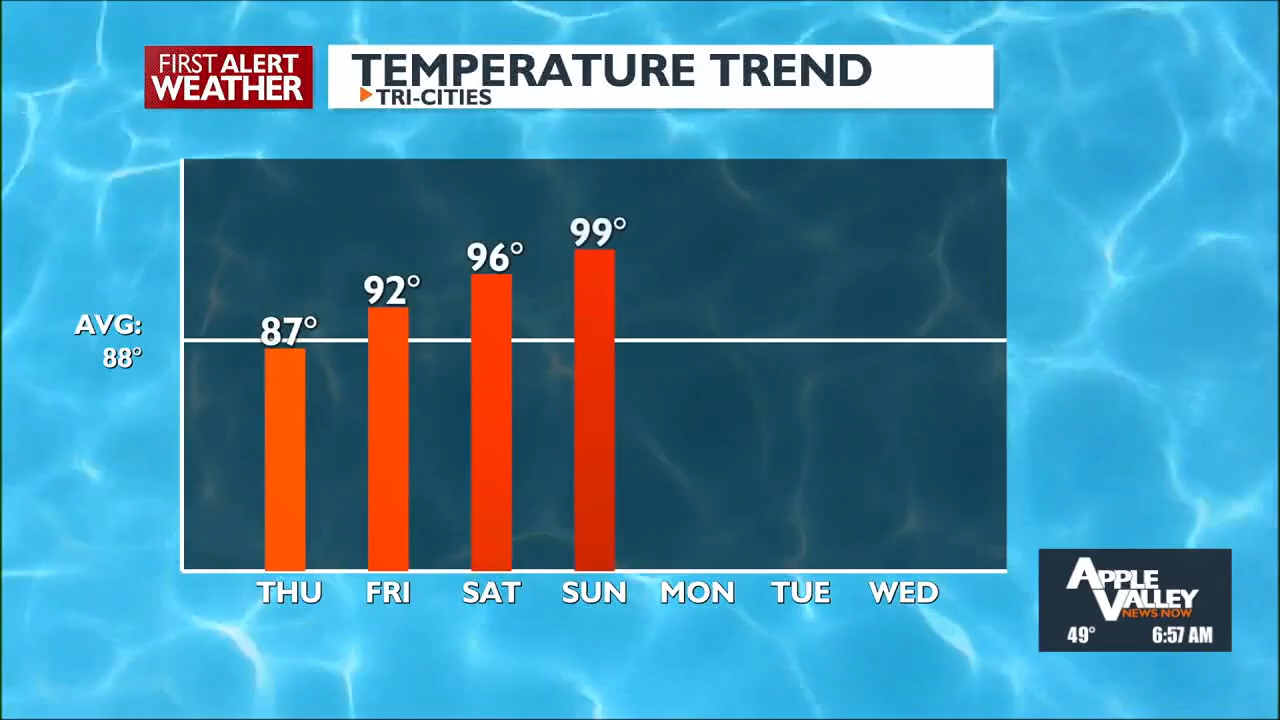 FIRST ALERT
WEATHER
TEMPERATURE TREND
TRI-CITIES
99°
96°
92°
87°
AVG:
88°
THU FRI SAT SUN MON TUE WED
APPLE
VALLEY
NEWS NOW
49° 6:57 AM